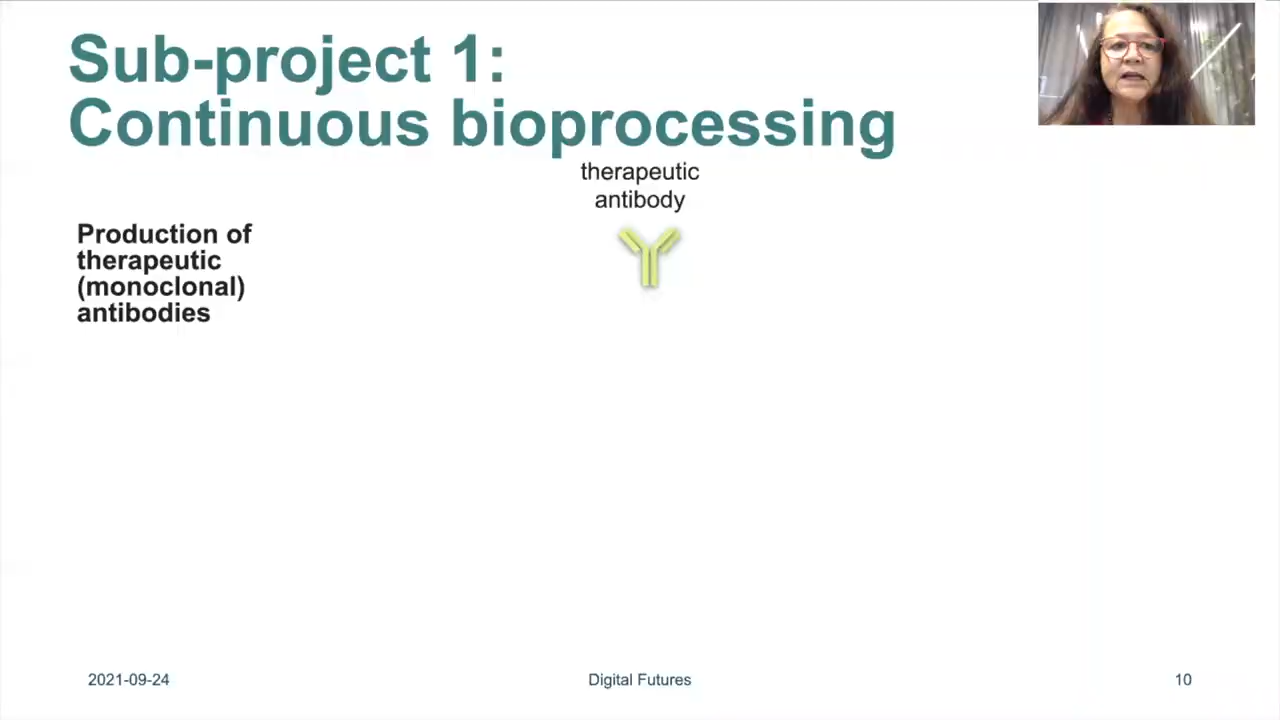 Sub-project 1:
Continuous bioprocessing
therapeutic
antibody
Production of
therapeutic
(monoclonal)
antibodies
2021-09-24
Digital Futures
10